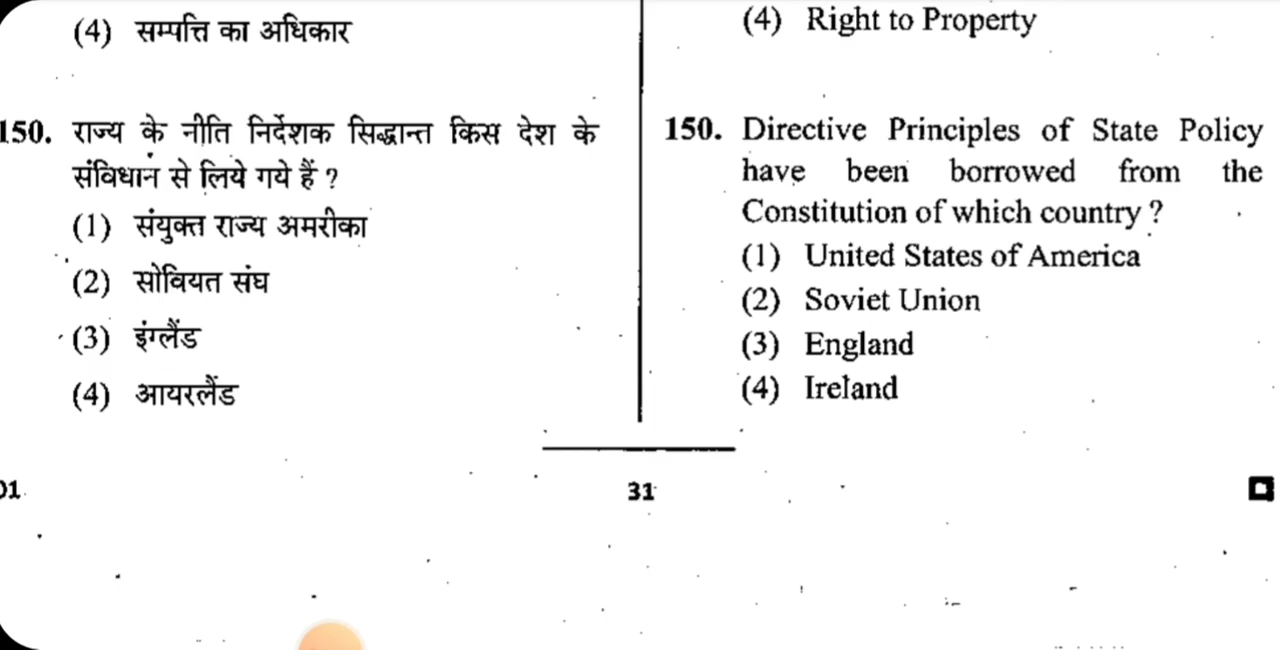 (4) सम्पत्ति का अधिकार
150. राज्य के नीति निर्देशक सिद्धान्त किस देश के
संविधान से लिये गये हैं ?
(1) संयुक्त राज्य अमरीका
(2) सोवियत संघ
(3) इंग्लैंड
(4) आयरलैंड
(4) Right to Property
150. Directive Principles of State Policy
have been borrowed from the
Constitution of which country ?
(1) United States of America
(2) Soviet Union
(3) England
(4) Ireland
01
31